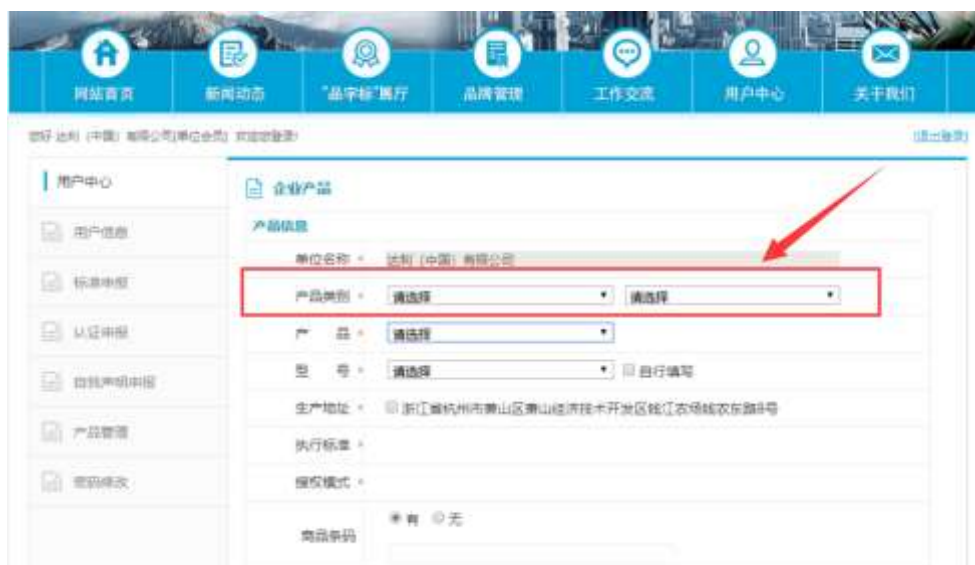 网站首页 新闻动态 "品字标"展厅 品牌管理 工作交流 用户中心 关于我们
您好 达利（中国）有限公司(单位会员) 欢迎您登录! [退出登录]
用户中心
用户信息
标准申报
认证申报
自我声明申报
产品管理
密码修改
企业产品
产品信息
单位名称 * 达利（中国）有限公司
产品类别 * 请选择 请选择
产 品 * 请选择
型 号 * 请选择 自行填写
生产地址 * 浙江省杭州市萧山区萧山经济技术开发区钱江农场钱农东路8号
执行标准 *
授权模式 *
商品条码 有 无